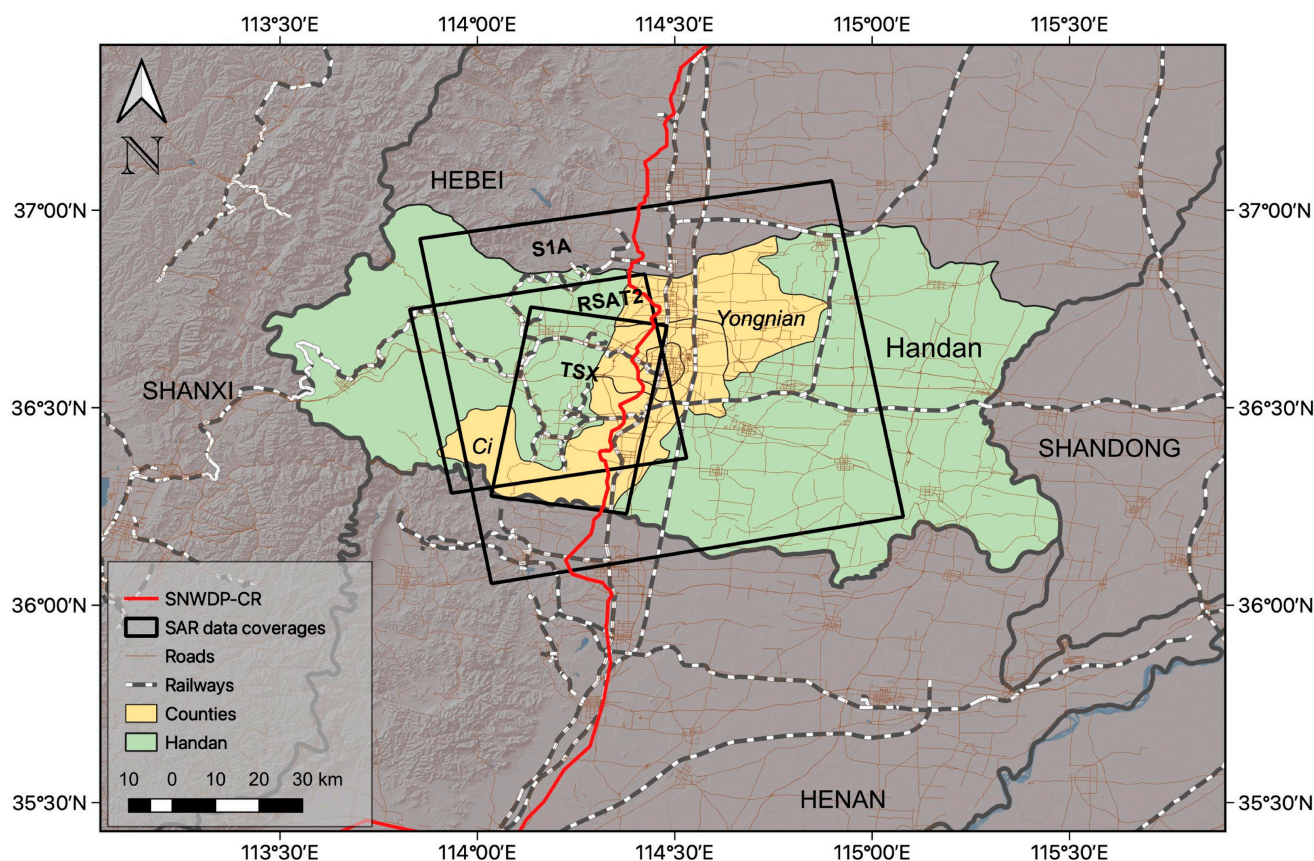 113°30′E 114°00′E 114°30′E 115°00′E 115°30′E
N
HEBEI
37°00′N 37°00′N
S1A
RSAT2
Yongnian
Handan
TSX
SHANXI
36°30′N 36°30′N
Ci
SHANDONG
36°00′N 36°00′N
SNWDP-CR
SAR data coverages
Roads
Railways
Counties
Handan
10 0 10 20 30 km
HENAN
35°30′N 35°30′N
113°30′E 114°00′E 114°30′E 115°00′E 115°30′E